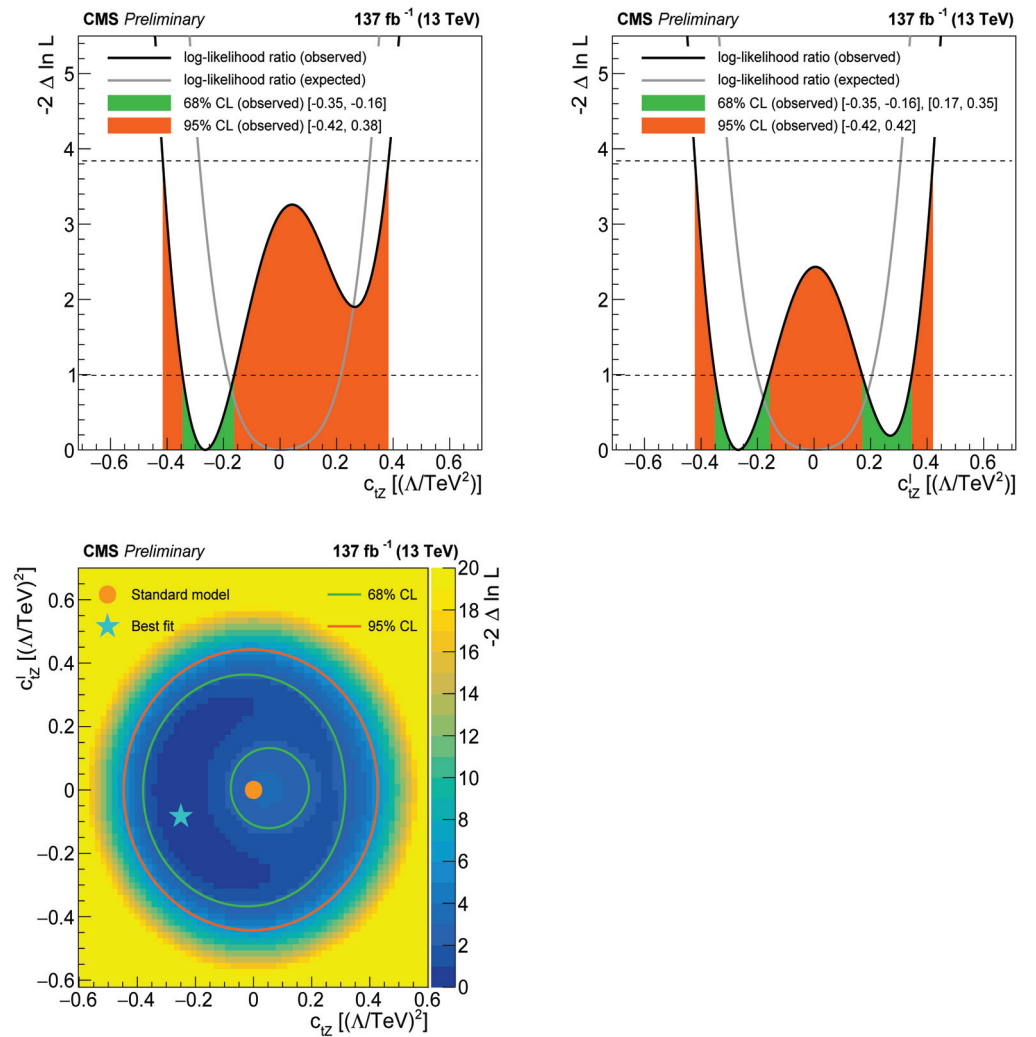 CMS Preliminary 137 fb⁻¹ (13 TeV)
-2 Δ ln L
log-likelihood ratio (observed)
log-likelihood ratio (expected)
68% CL (observed) [-0.35, -0.16]
95% CL (observed) [-0.42, 0.38]
5
4
3
2
1
0
−0.6 −0.4 −0.2 0 0.2 0.4 0.6
c_tZ [(Λ/TeV²)]
CMS Preliminary 137 fb⁻¹ (13 TeV)
-2 Δ ln L
log-likelihood ratio (observed)
log-likelihood ratio (expected)
68% CL (observed) [-0.35, -0.16], [0.17, 0.35]
95% CL (observed) [-0.42, 0.42]
5
4
3
2
1
0
−0.6 −0.4 −0.2 0 0.2 0.4 0.6
c^I_tZ [(Λ/TeV²)]
CMS Preliminary 137 fb⁻¹ (13 TeV)
c^I_tZ [(Λ/TeV)²]
Standard model 68% CL
Best fit 95% CL
0.6
0.4
0.2
0
−0.2
−0.4
−0.6
−0.6 −0.4 −0.2 0 0.2 0.4 0.6
c_tZ [(Λ/TeV)²]
20
18
16
14
12
10
8
6
4
2
0
-2 Δ ln L